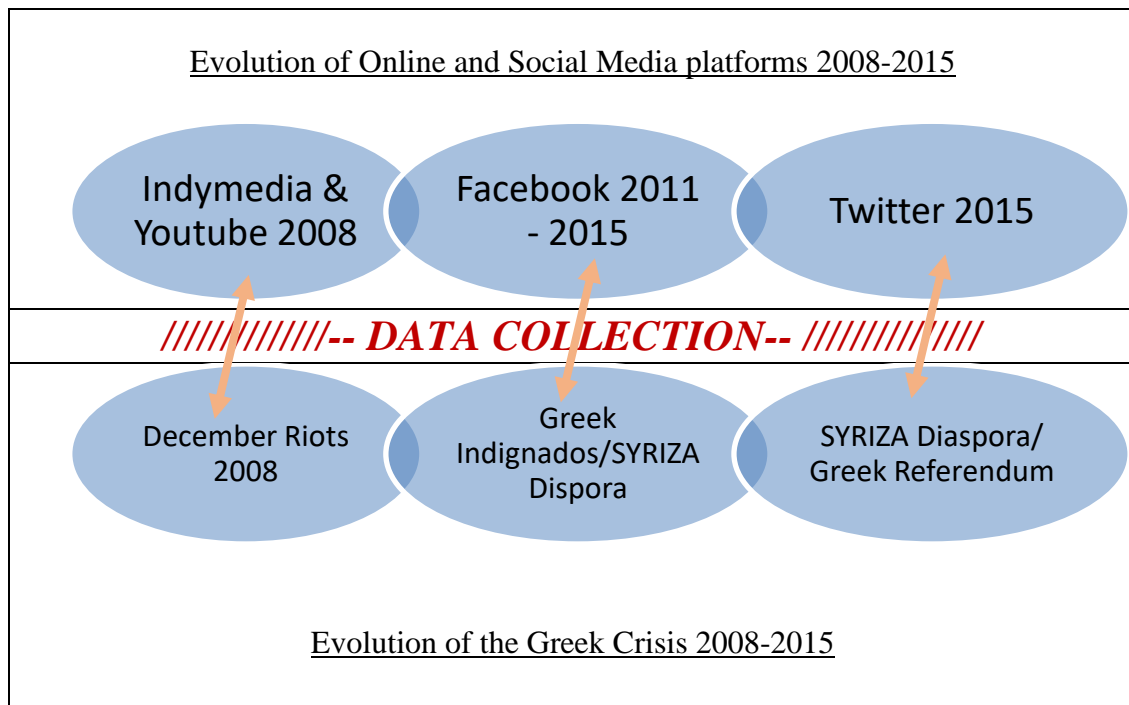 Evolution of Online and Social Media platforms 2008-2015
Indymedia &
Youtube 2008
Facebook 2011
- 2015
Twitter 2015
//////////////-- DATA COLLECTION-- ///////////////
December Riots
2008
Greek
Indignados/SYRIZA
Dispora
SYRIZA Diaspora/
Greek Referendum
Evolution of the Greek Crisis 2008-2015